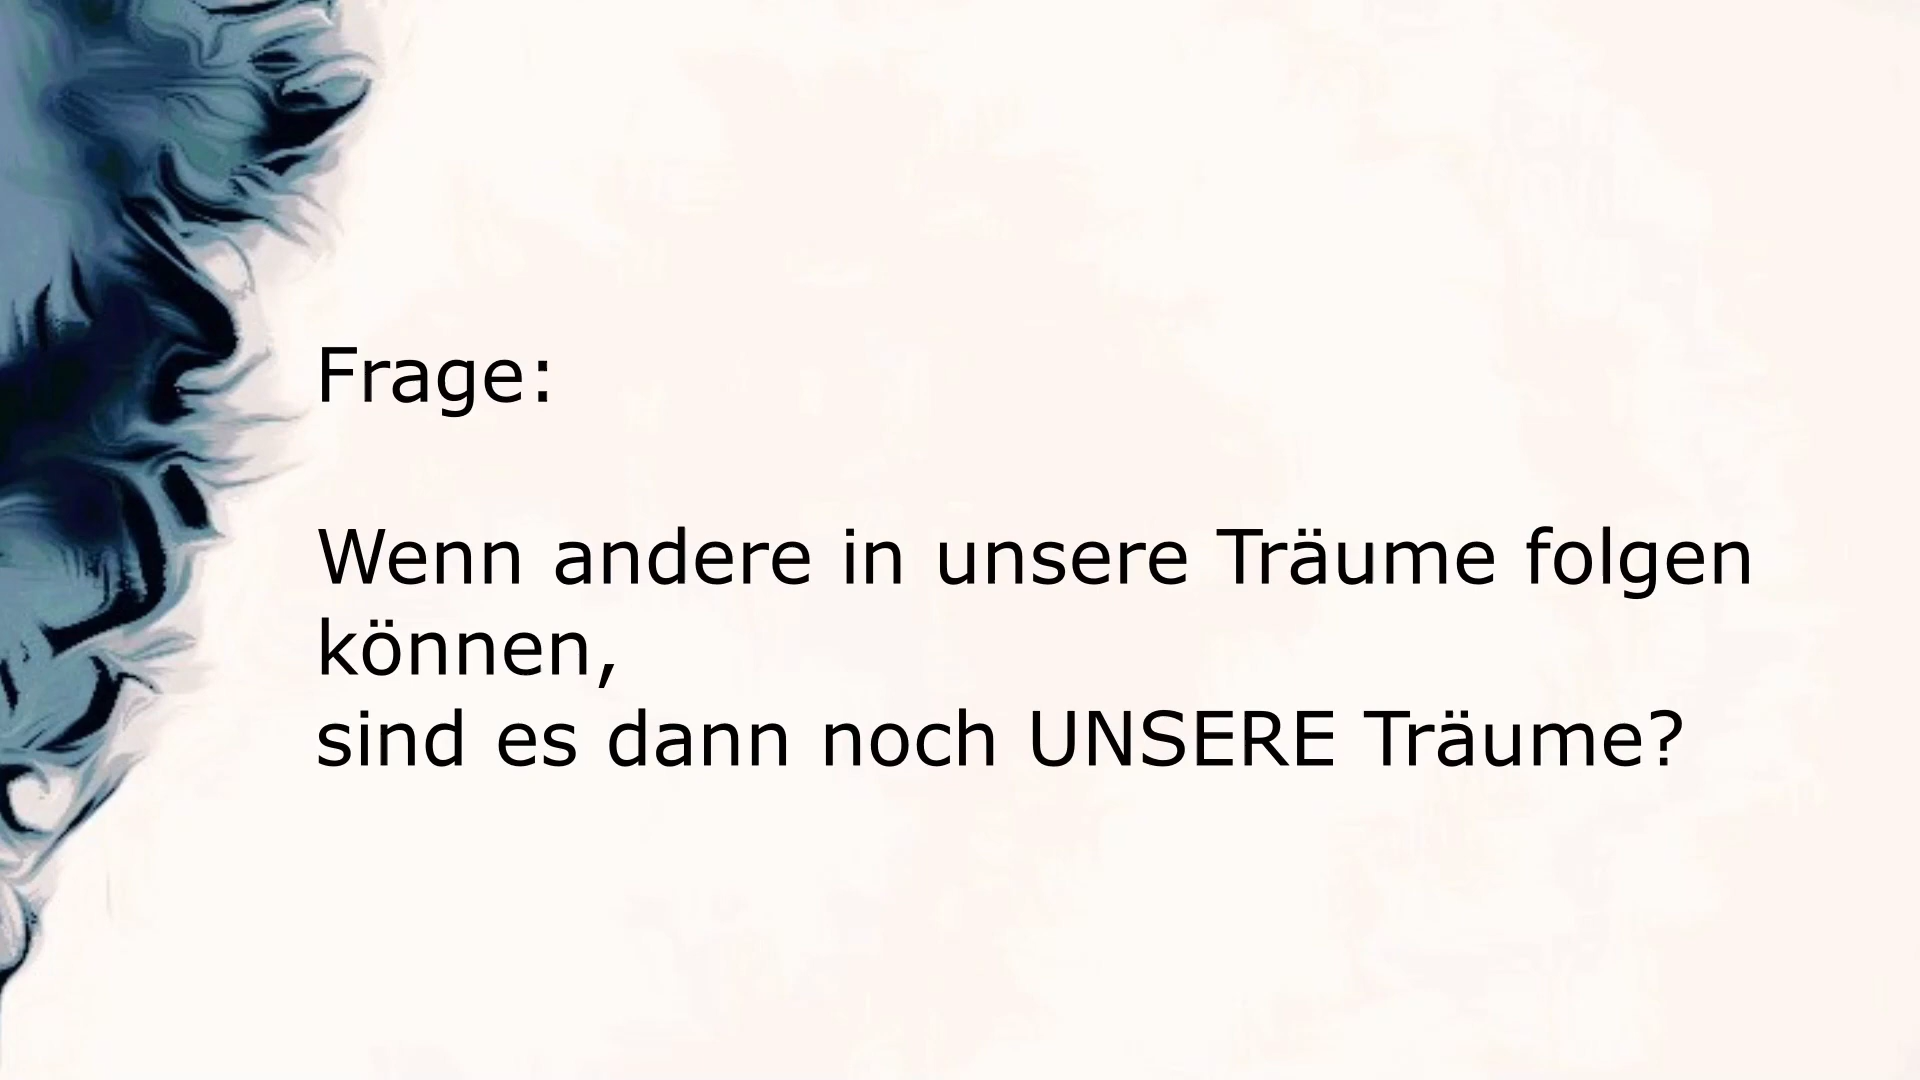 Frage:
Wenn andere in unsere Träume folgen
können,
sind es dann noch UNSERE Träume?